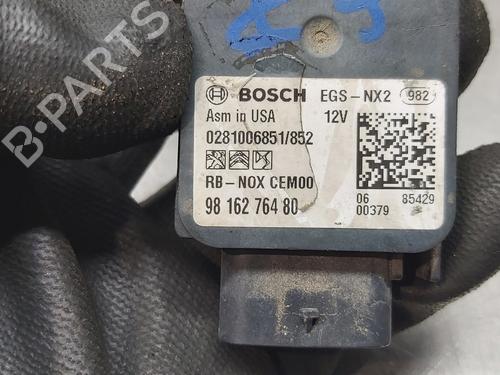 BOSCH EGS-NX2 982
Asm in USA 12V
0281006851/852
RB-NOX CEM00
98 162 764 80
06 85429
00379